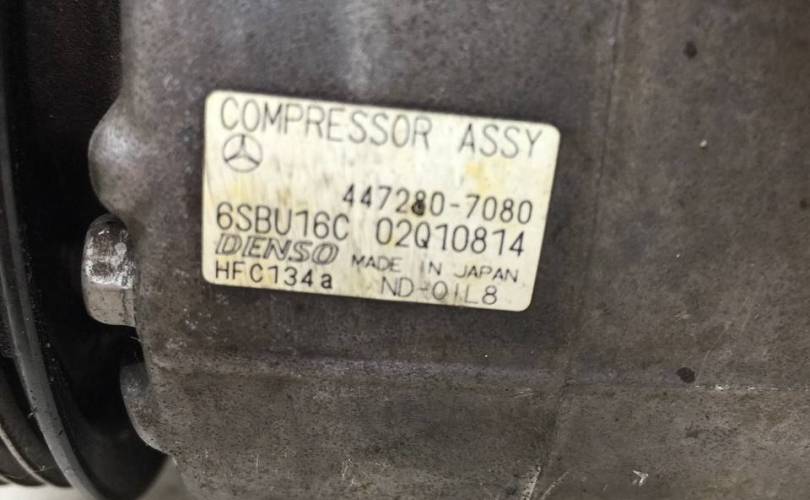 COMPRESSOR ASSY
447280-7080
6SBU16C 02Q10814
DENSO MADE IN JAPAN
HFC134a ND-OIL8